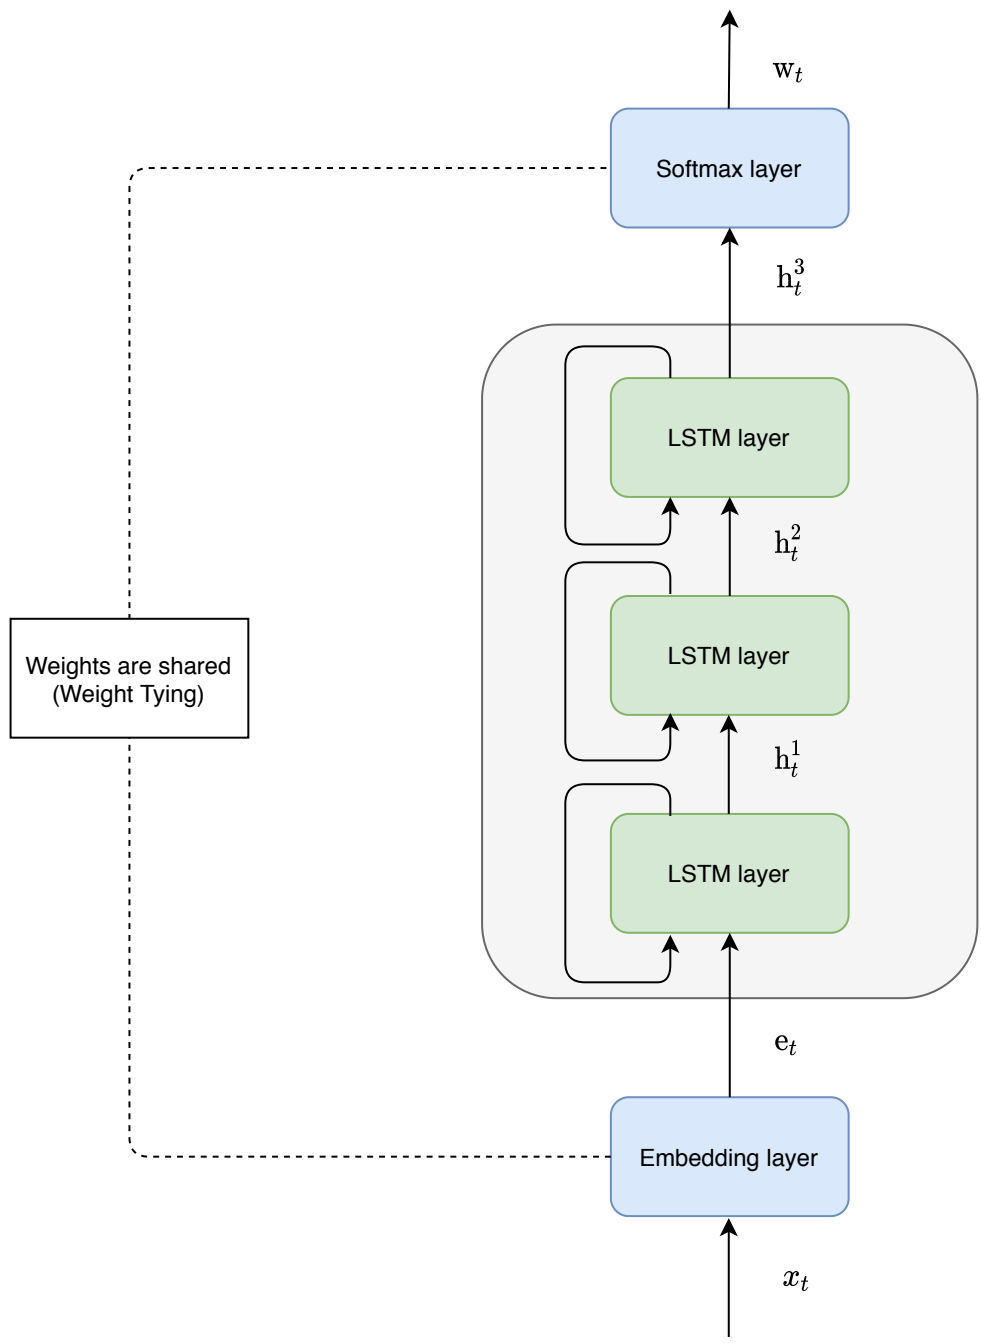 w_t
Softmax layer
h_t^3
LSTM layer
h_t^2
LSTM layer
Weights are shared
(Weight Tying)
h_t^1
LSTM layer
e_t
Embedding layer
x_t